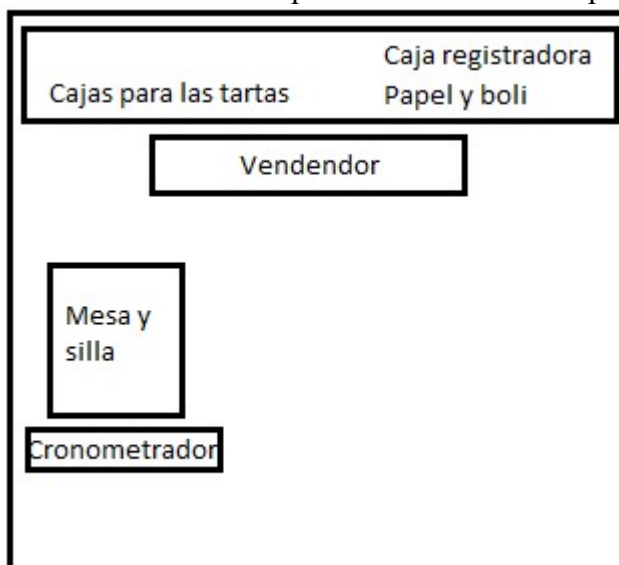 Caja registradora
Cajas para las tartas Papel y boli
Vendendor
Mesa y
silla
Cronometrador